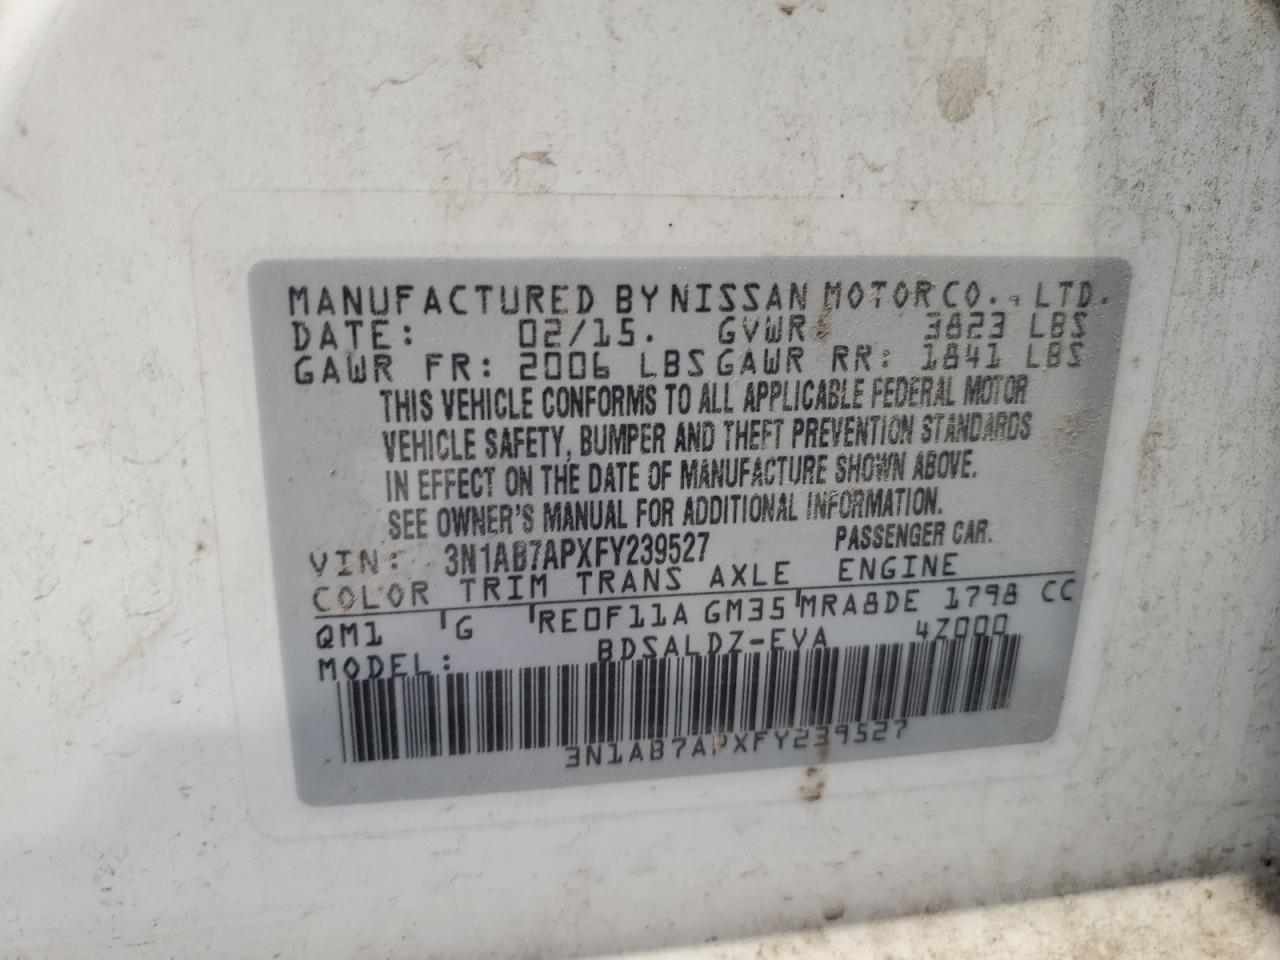 MANUFACTURED BY NISSAN MOTOR CO., LTD.
DATE: 02/15. GVWR: 3823 LBS
GAWR FR: 2006 LBS GAWR RR: 1841 LBS
THIS VEHICLE CONFORMS TO ALL APPLICABLE FEDERAL MOTOR
VEHICLE SAFETY, BUMPER AND THEFT PREVENTION STANDARDS
IN EFFECT ON THE DATE OF MANUFACTURE SHOWN ABOVE.
SEE OWNER'S MANUAL FOR ADDITIONAL INFORMATION.
VIN: 3N1AB7APXFY239527 PASSENGER CAR.
COLOR TRIM TRANS AXLE ENGINE
QM1 G RE0F11A GM35 MRA8DE 1798 CC
MODEL: BDSALDZ-EVA 4Z000
3N1AB7APXFY239527